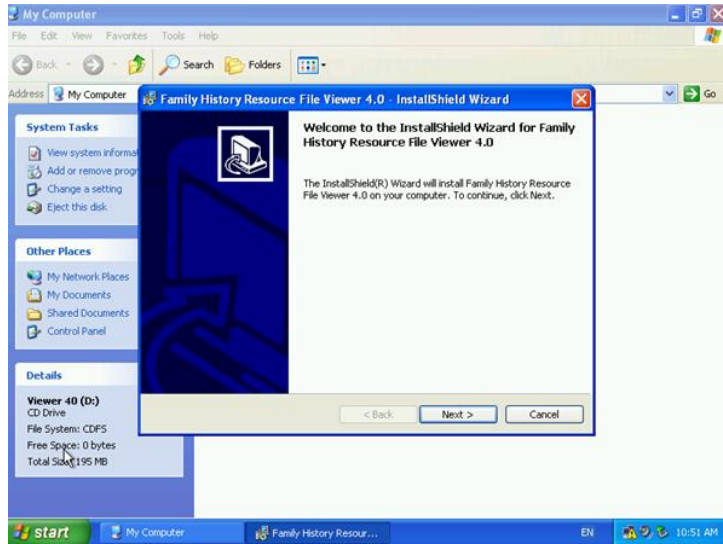 My Computer
File Edit View Favorites Tools Help
Back
Search Folders
Address My Computer
Go
System Tasks
View system informa
Add or remove progr
Change a setting
Eject this disk
Other Places
My Network Places
My Documents
Shared Documents
Control Panel
Details
Viewer 40 (D:)
CD Drive
File System: CDFS
Free Space: 0 bytes
Total Size: 195 MB
Family History Resource File Viewer 4.0 - InstallShield Wizard
Welcome to the InstallShield Wizard for Family
History Resource File Viewer 4.0
The InstallShield(R) Wizard will install Family History Resource
File Viewer 4.0 on your computer. To continue, click Next.
< Back Next > Cancel
start My Computer Family History Resour... EN 10:51 AM